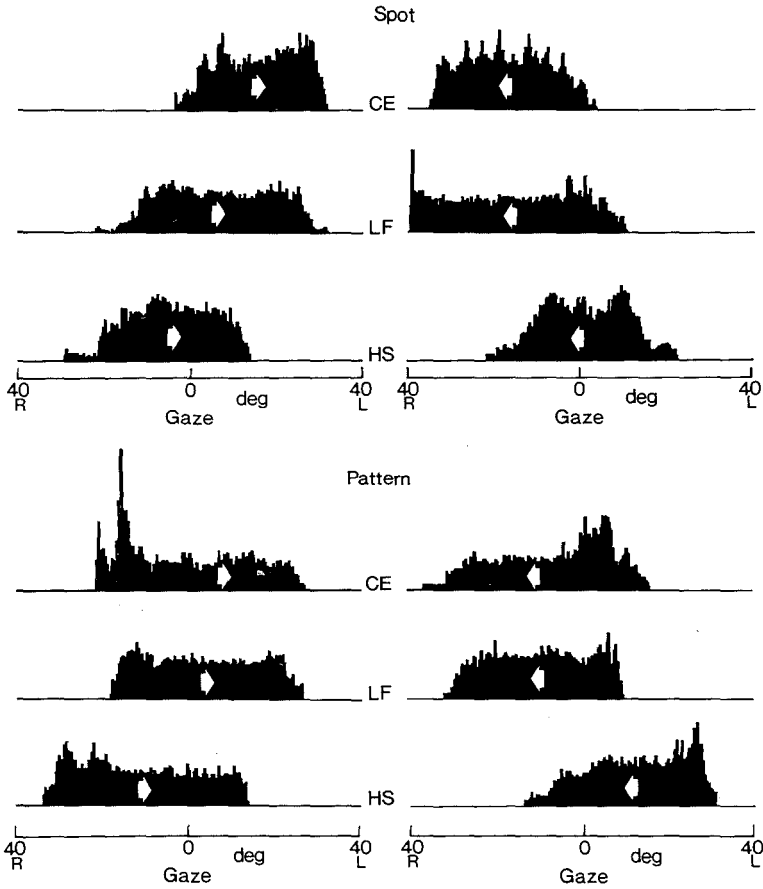 Spot
CE
LF
HS
40 0 40 40 0 40
R deg L R deg L
Gaze Gaze
Pattern
CE
LF
HS
40 0 40 40 0 40
R deg L R deg L
Gaze Gaze